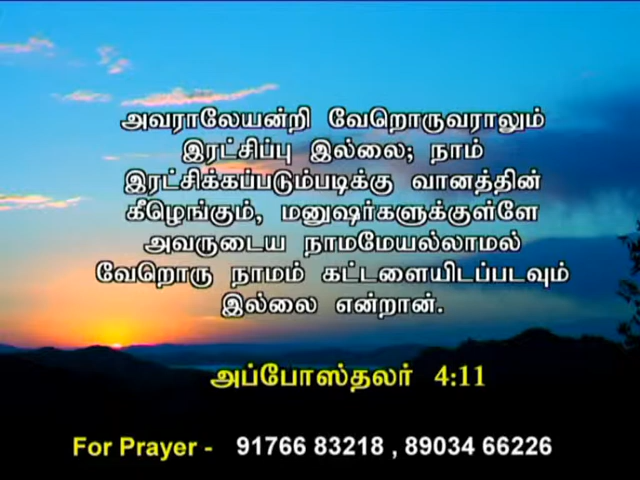 அவராலேயன்றி வேறொருவராலும்
இரட்சிப்பு இல்லை; நாம்
இரட்சிக்கப்படும்படிக்கு வானத்தின்
கீழெங்கும், மனுஷர்களுக்குள்ளே
அவருடைய நாமமேயல்லாமல்
வேறொரு நாமம் கட்டளையிடப்படவும்
இல்லை என்றான்.
அப்போஸ்தலர் 4:11
For Prayer - 91766 83218 , 89034 66226